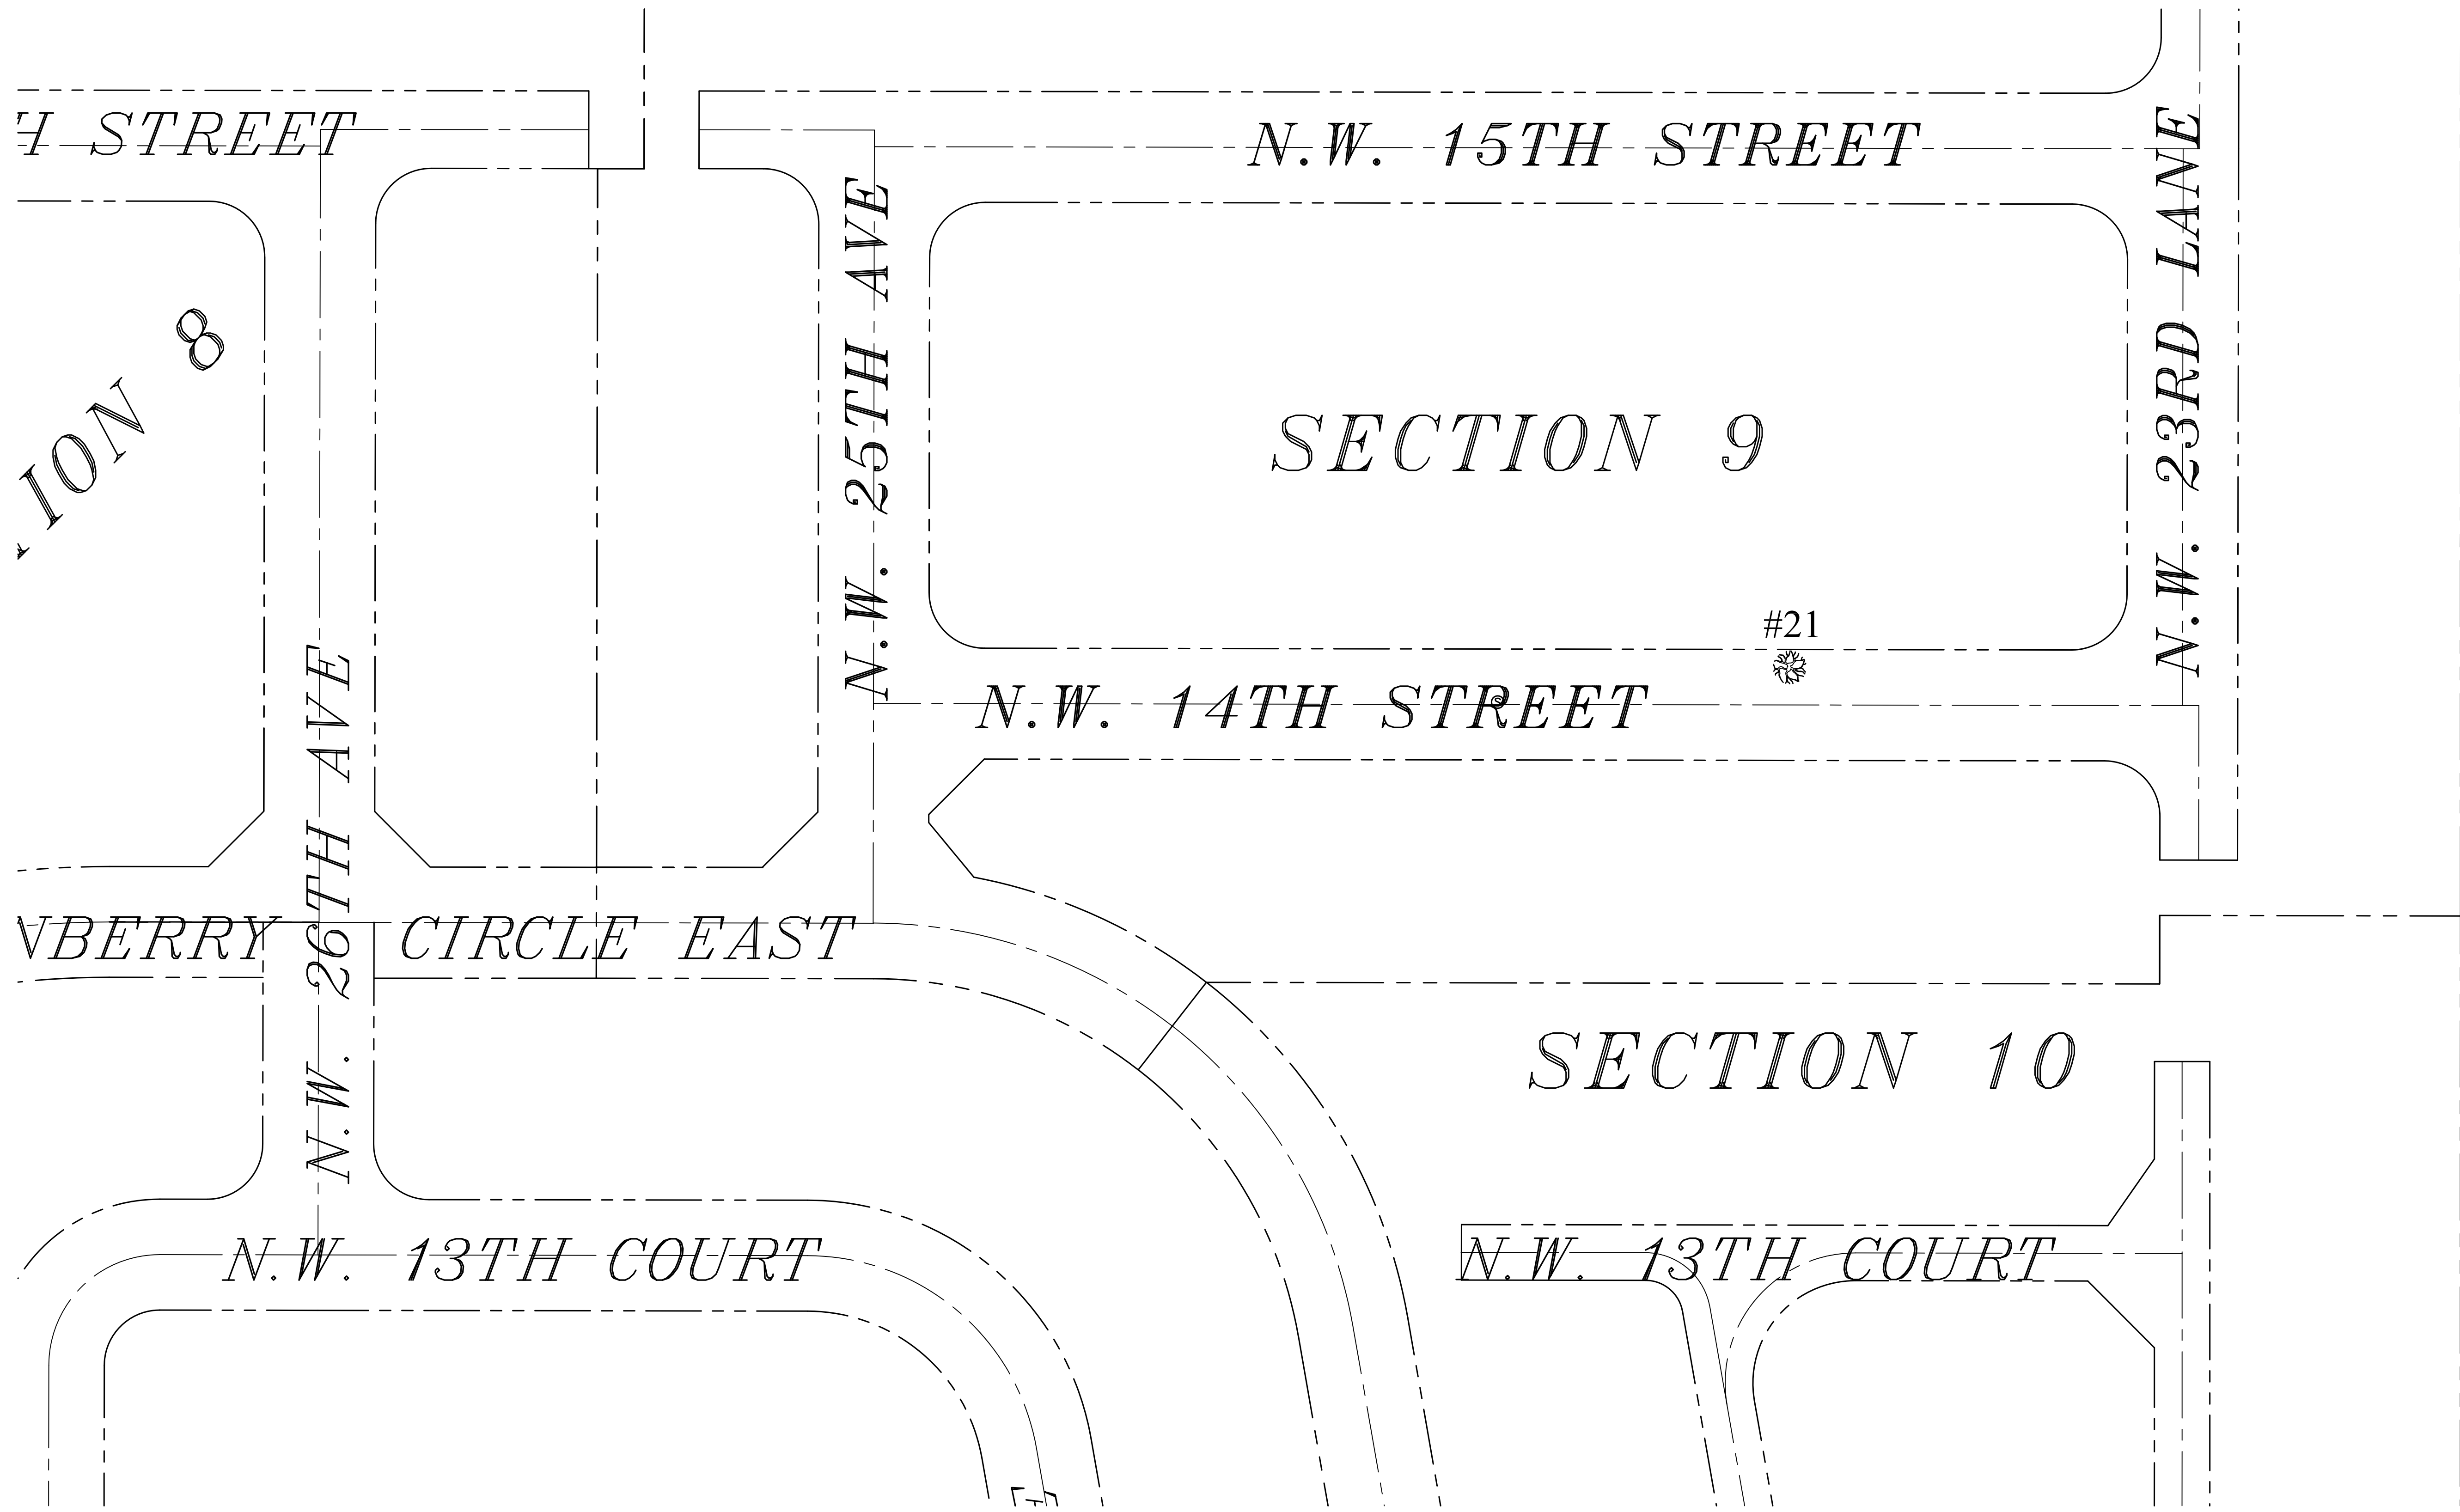 STREET
N.W. 15TH STREET
N.W. 25TH AVE
N.W. 23RD LANE
8
SECTION 9
#21
N.W. 14TH STREET
N.W. 26TH AVE
CIRCLE EAST
SECTION 10
N.W. 13TH COURT
N.W. 13TH COURT